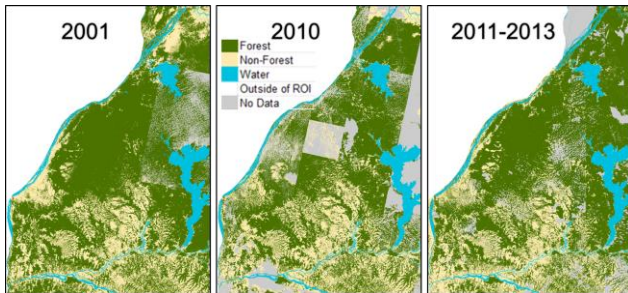 2001
2010
Forest
Non-Forest
Water
Outside of ROI
No Data
2011-2013